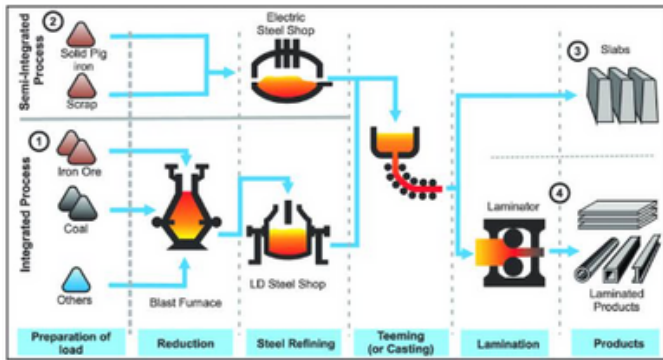 Semi-Integrated
Process
2
Solid Pig
iron
Scrap
Electric
Steel Shop
3
Slabs
Integrated Process
1
Iron Ore
Coal
Others
Blast Furnace
LD Steel Shop
Laminator
4
Laminated
Products
Preparation of
load
Reduction
Steel Refining
Teeming
(or Casting)
Lamination
Products